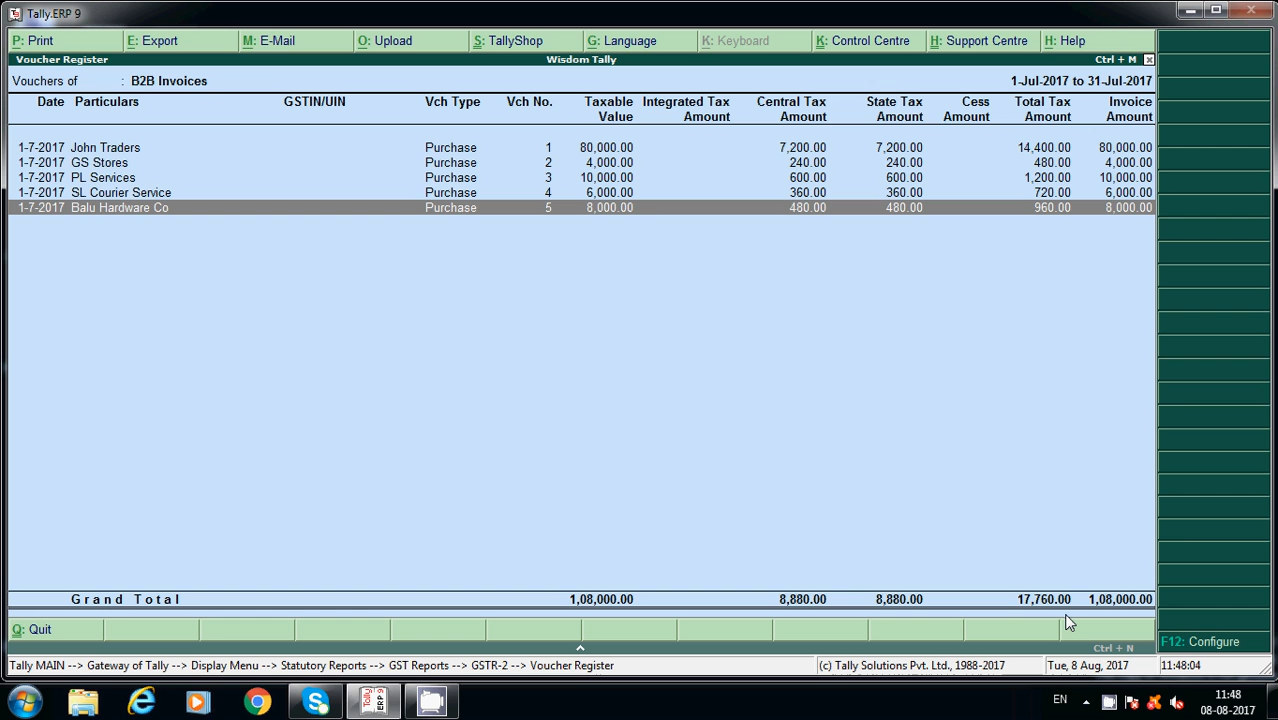 Tally.ERP 9
P: Print E: Export M: E-Mail O: Upload S: TallyShop G: Language K: Keyboard K: Control Centre H: Support Centre H: Help
Voucher Register Wisdom Tally Ctrl + M
Vouchers of : B2B Invoices 1-Jul-2017 to 31-Jul-2017
Date Particulars GSTIN/UIN Vch Type Vch No. Taxable Integrated Tax Central Tax State Tax Cess Total Tax Invoice
Value Amount Amount Amount Amount Amount Amount
1-7-2017 John Traders Purchase 1 80,000.00 7,200.00 7,200.00 14,400.00 80,000.00
1-7-2017 GS Stores Purchase 2 4,000.00 240.00 240.00 480.00 4,000.00
1-7-2017 PL Services Purchase 3 10,000.00 600.00 600.00 1,200.00 10,000.00
1-7-2017 SL Courier Service Purchase 4 6,000.00 360.00 360.00 720.00 6,000.00
1-7-2017 Balu Hardware Co Purchase 5 8,000.00 480.00 480.00 960.00 8,000.00
Grand Total 1,08,000.00 8,880.00 8,880.00 17,760.00 1,08,000.00
Q: Quit
F12: Configure
Ctrl + N
Tally MAIN --> Gateway of Tally --> Display Menu --> Statutory Reports --> GST Reports --> GSTR-2 --> Voucher Register (c) Tally Solutions Pvt. Ltd., 1988-2017 Tue, 8 Aug, 2017 11:48:04
Tally ERP 9
EN 11:48
08-08-2017